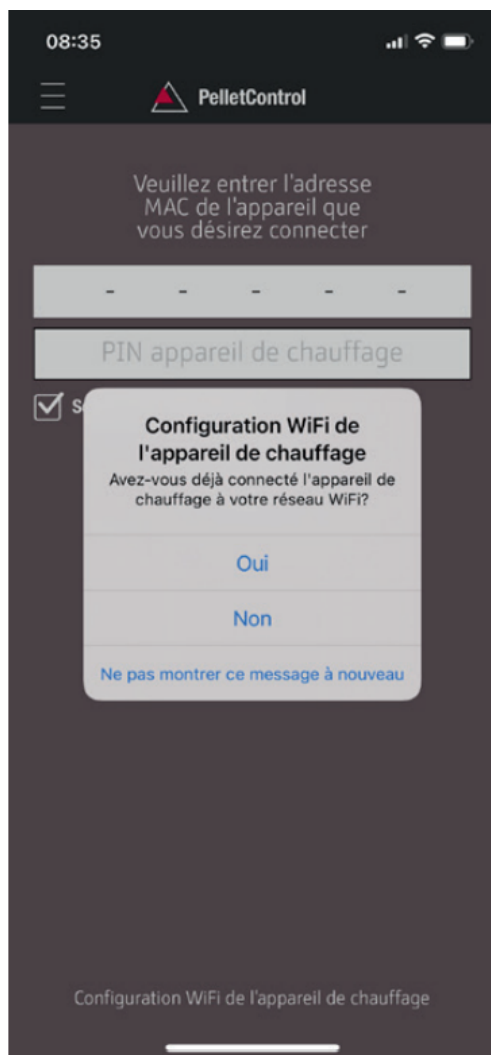 08:35
PelletControl
Veuillez entrer l'adresse
MAC de l'appareil que
vous désirez connecter
- - - - -
PIN appareil de chauffage
Configuration WiFi de
l'appareil de chauffage
Avez-vous déjà connecté l'appareil de
chauffage à votre réseau WiFi?
Oui
Non
Ne pas montrer ce message à nouveau
Configuration WiFi de l'appareil de chauffage